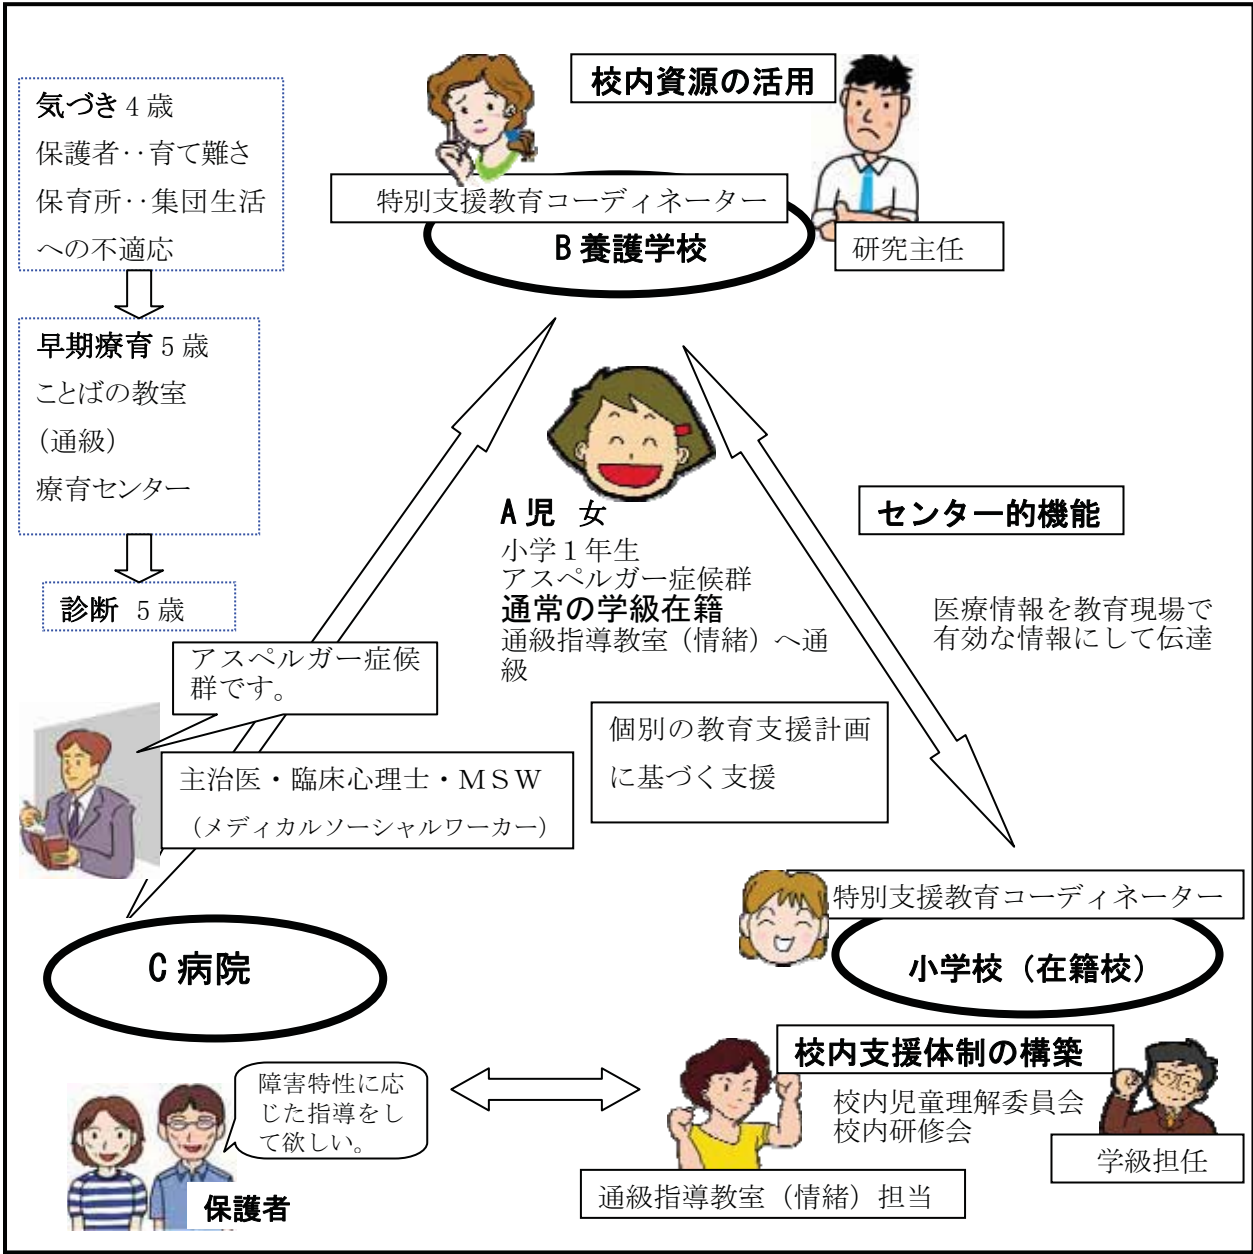 校内資源の活用
特別支援教育コーディネーター
B養護学校
研究主任
気づき 4歳
保護者‥育て難さ
保育所‥集団生活
への不適応
早期療育 5歳
ことばの教室
(通級)
療育センター
診断 5歳
アスペルガー症候
群です。
主治医・臨床心理士・MSW
(メディカルソーシャルワーカー)
A児 女
小学1年生
アスペルガー症候群
通常の学級在籍
通級指導教室(情緒)へ通
級
センター的機能
医療情報を教育現場で
有効な情報にして伝達
個別の教育支援計画
に基づく支援
特別支援教育コーディネーター
小学校(在籍校)
C病院
校内支援体制の構築
校内児童理解委員会
校内研修会
学級担任
通級指導教室(情緒)担当
障害特性に応
じた指導をし
て欲しい。
保護者